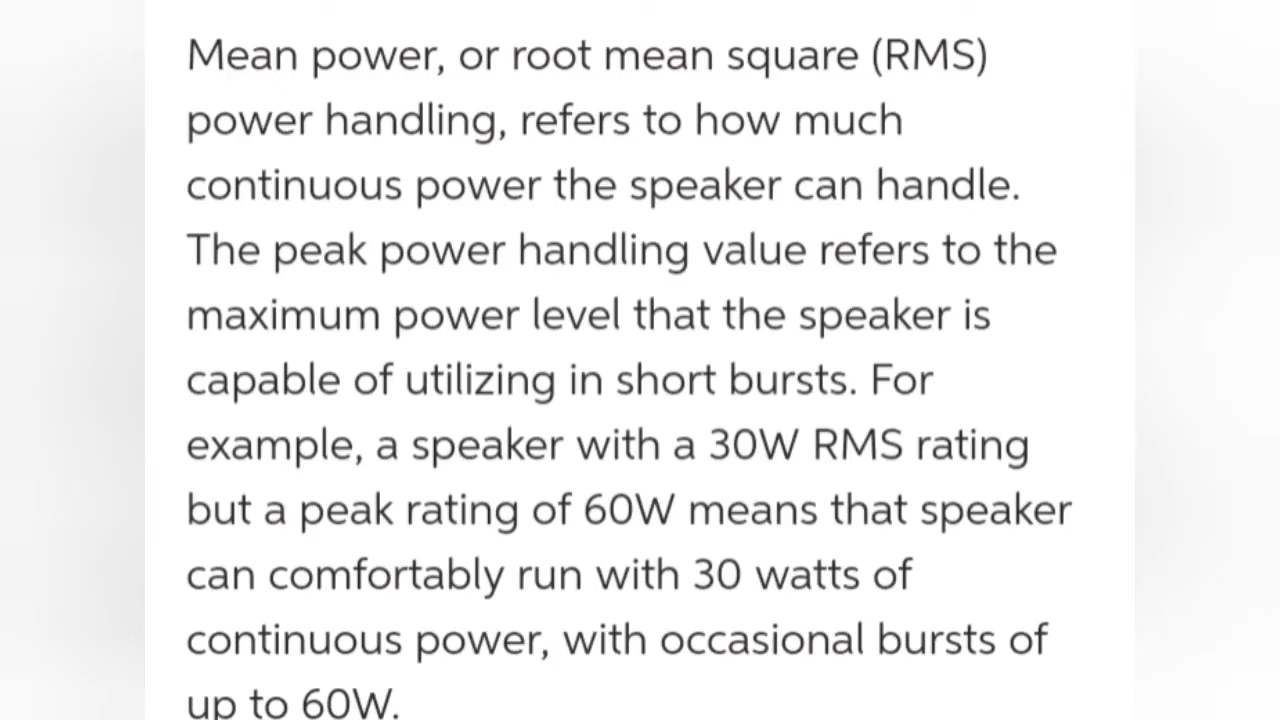 Mean power, or root mean square (RMS)
power handling, refers to how much
continuous power the speaker can handle.
The peak power handling value refers to the
maximum power level that the speaker is
capable of utilizing in short bursts. For
example, a speaker with a 30W RMS rating
but a peak rating of 60W means that speaker
can comfortably run with 30 watts of
continuous power, with occasional bursts of
up to 60W.